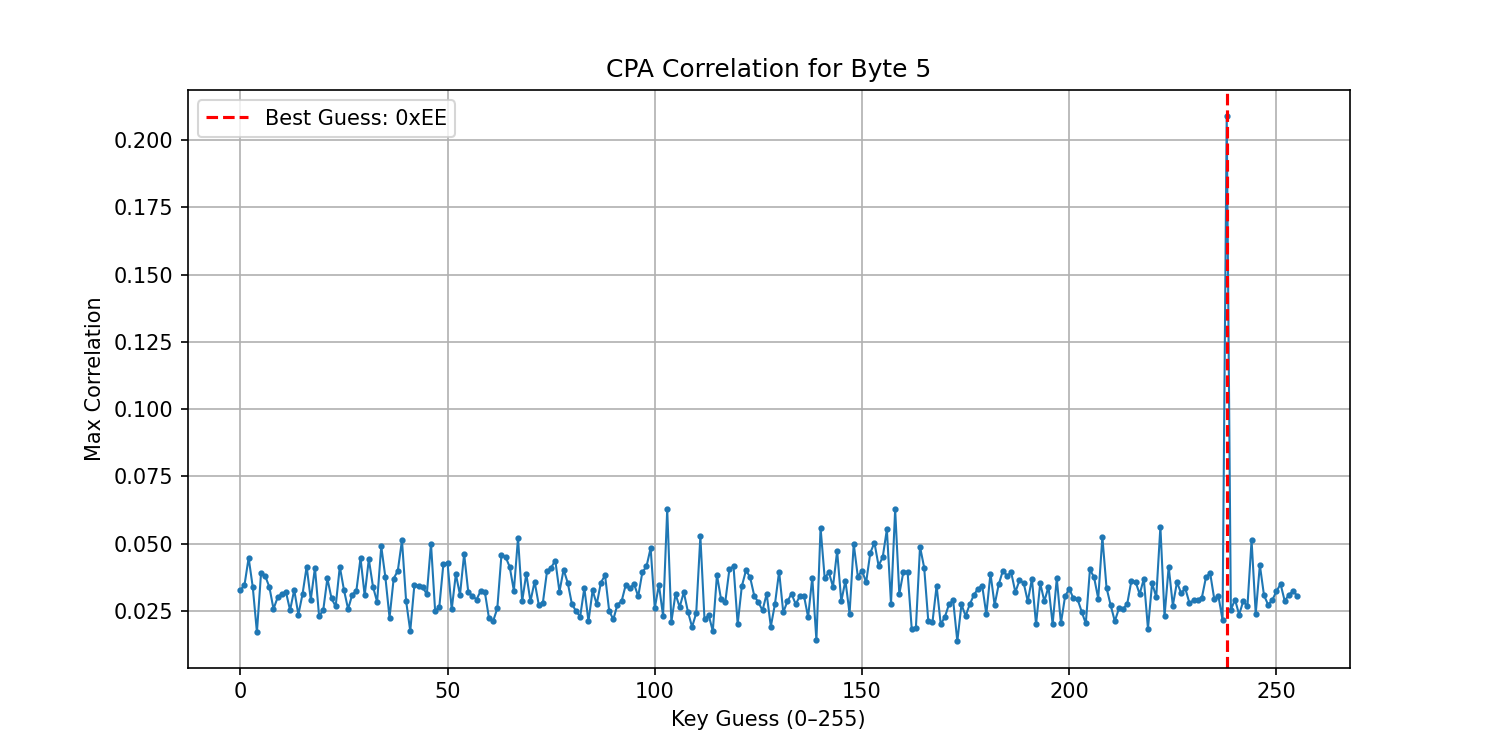 CPA Correlation for Byte 5
Best Guess: 0xEE
Max Correlation
0.200
0.175
0.150
0.125
0.100
0.075
0.050
0.025
0 50 100 150 200 250
Key Guess (0–255)